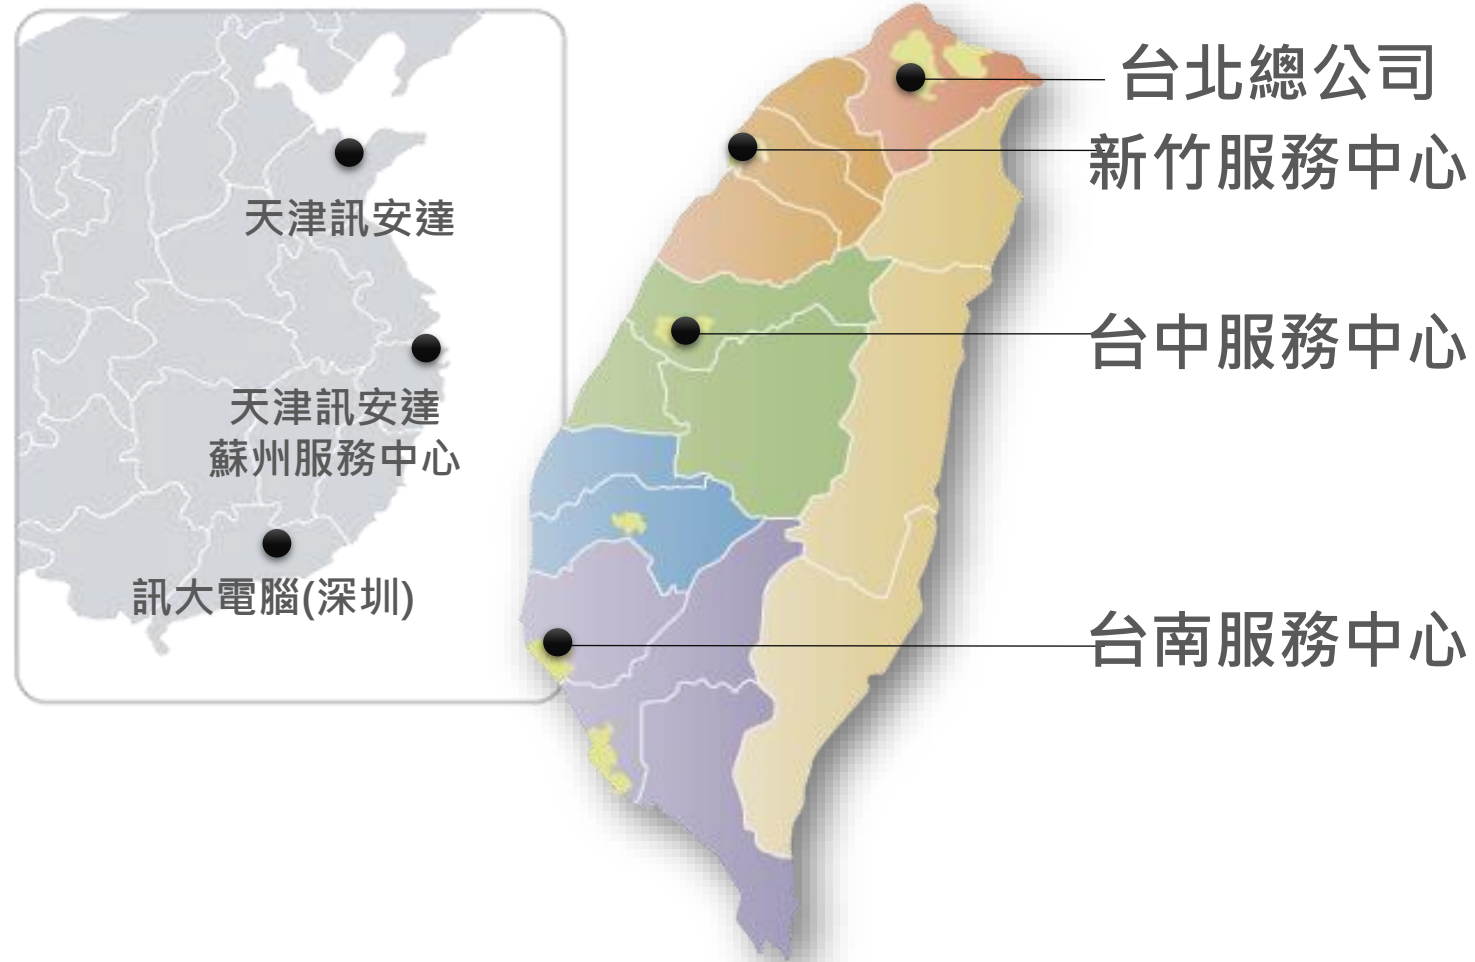 台北總公司
新竹服務中心
台中服務中心
台南服務中心
天津訊安達
天津訊安達
蘇州服務中心
訊大電腦(深圳)